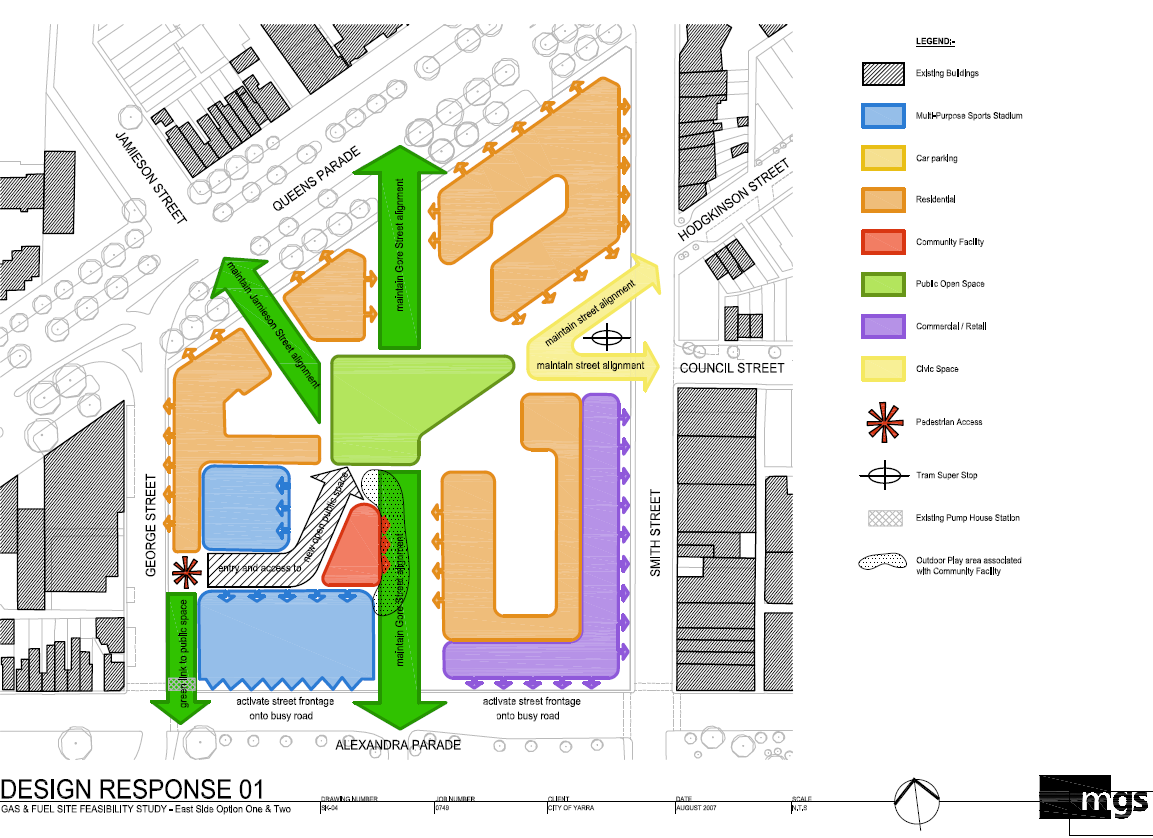 LEGEND:-
Existing Buildings
Multi-Purpose Sports Stadium
Car parking
Residential
Community Facility
Public Open Space
Commercial / Retail
Civic Space
Pedestrian Access
Tram Super Stop
Existing Pump House Station
Outdoor Play area associated
with Community Facility
JAMIESON STREET
QUEENS PARADE
HODGKINSON STREET
maintain Gore Street alignment
maintain Jamieson Street alignment
maintain street alignment
maintain street alignment
COUNCIL STREET
GEORGE STREET
SMITH STREET
entry and access to
new open public space
maintain Gore Street alignment
green link to public space
activate street frontage
onto busy road
activate street frontage
onto busy road
ALEXANDRA PARADE
DESIGN RESPONSE 01
GAS & FUEL SITE FEASIBILITY STUDY - East Side Option One & Two
DRAWING NUMBER
SK-04
JOB NUMBER
0749
CLIENT
CITY OF YARRA
DATE
AUGUST 2007
SCALE
N.T.S
mgs